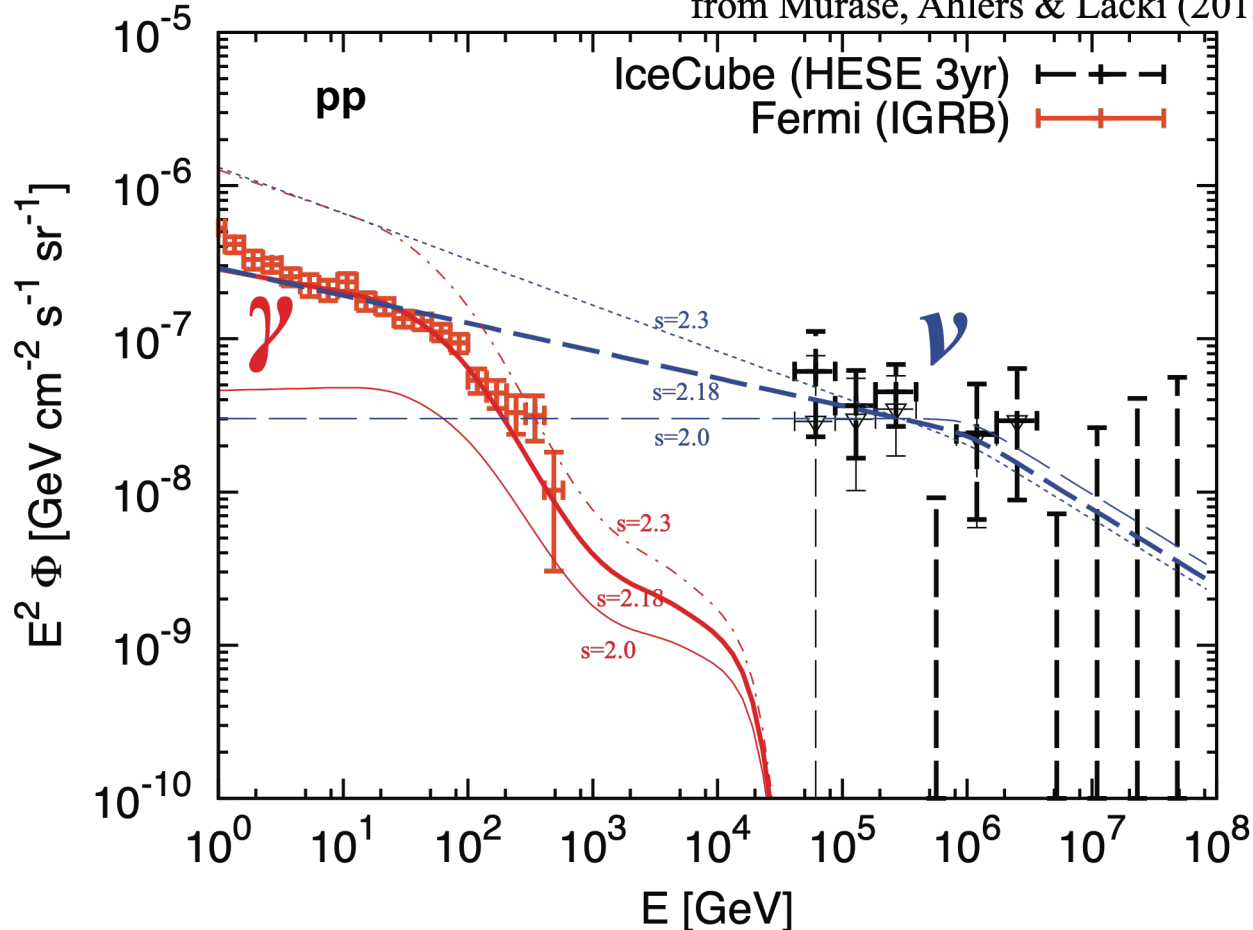 from Murase, Ahlers & Lacki (201
10⁻⁵
pp
IceCube (HESE 3yr)
Fermi (IGRB)
10⁻⁶
E² Φ [GeV cm⁻² s⁻¹ sr⁻¹]
10⁻⁷
γ
ν
s=2.3
s=2.18
s=2.0
10⁻⁸
s=2.3
s=2.18
10⁻⁹
s=2.0
10⁻¹⁰
10⁰ 10¹ 10² 10³ 10⁴ 10⁵ 10⁶ 10⁷ 10⁸
E [GeV]